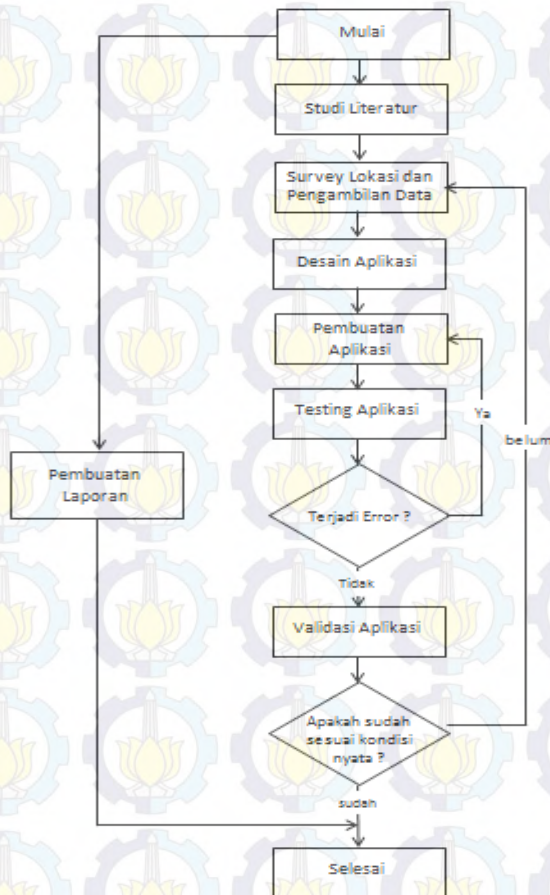 Mulai
Studi Literatur
Survey Lokasi dan
Pengambilan Data
Desain Aplikasi
Pembuatan
Aplikasi
Testing Aplikasi
Ya
belum
Pembuatan
Laporan
Terjadi Error ?
Tidak
Validasi Aplikasi
Apakah sudah
sesuai kondisi
nyata ?
sudah
Selesai